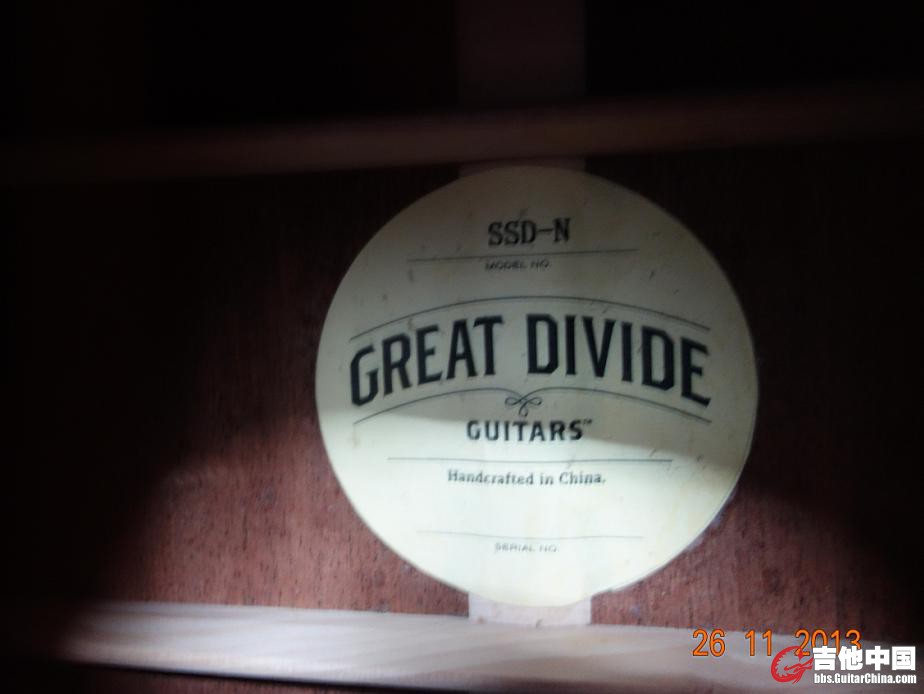 SSD-N
MODEL NO.
GREAT DIVIDE
GUITARS™
Handcrafted in China.
SERIAL NO.
26 11 2013
吉他中国
bbs.GuitarChina.com